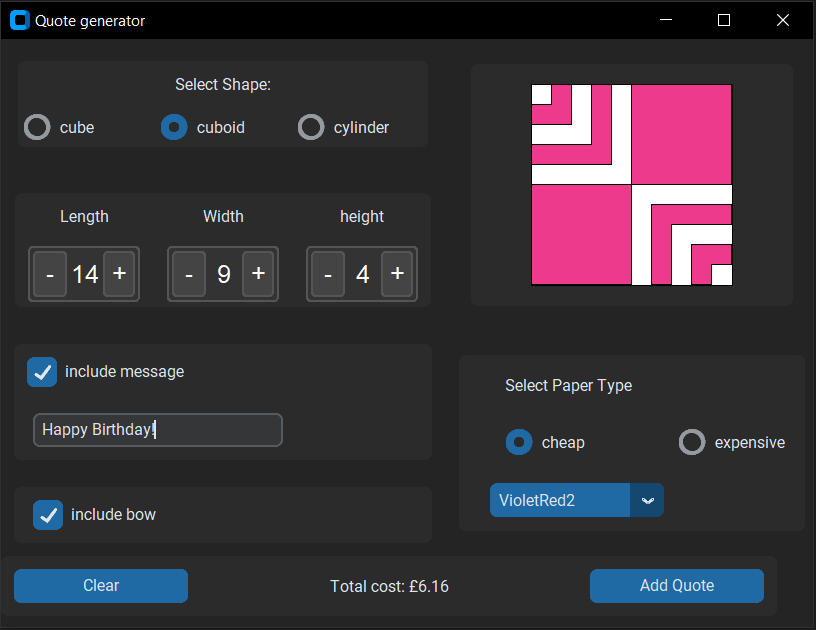 Quote generator
Select Shape:
cube cuboid cylinder
Length Width height
- 14 + - 9 + - 4 +
include message
Happy Birthday!
Select Paper Type
cheap expensive
VioletRed2
include bow
Clear Total cost: £6.16 Add Quote